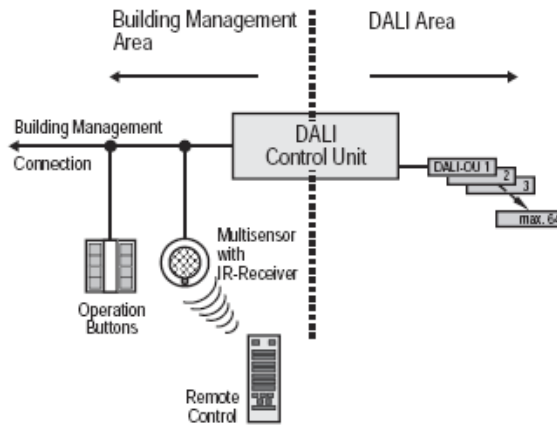 Building Management
Area
DALI Area
Building Management
Connection
DALI
Control Unit
DALI-OU 1
2
3
max. 64
Multisensor
with
IR-Receiver
Operation
Buttons
Remote
Control